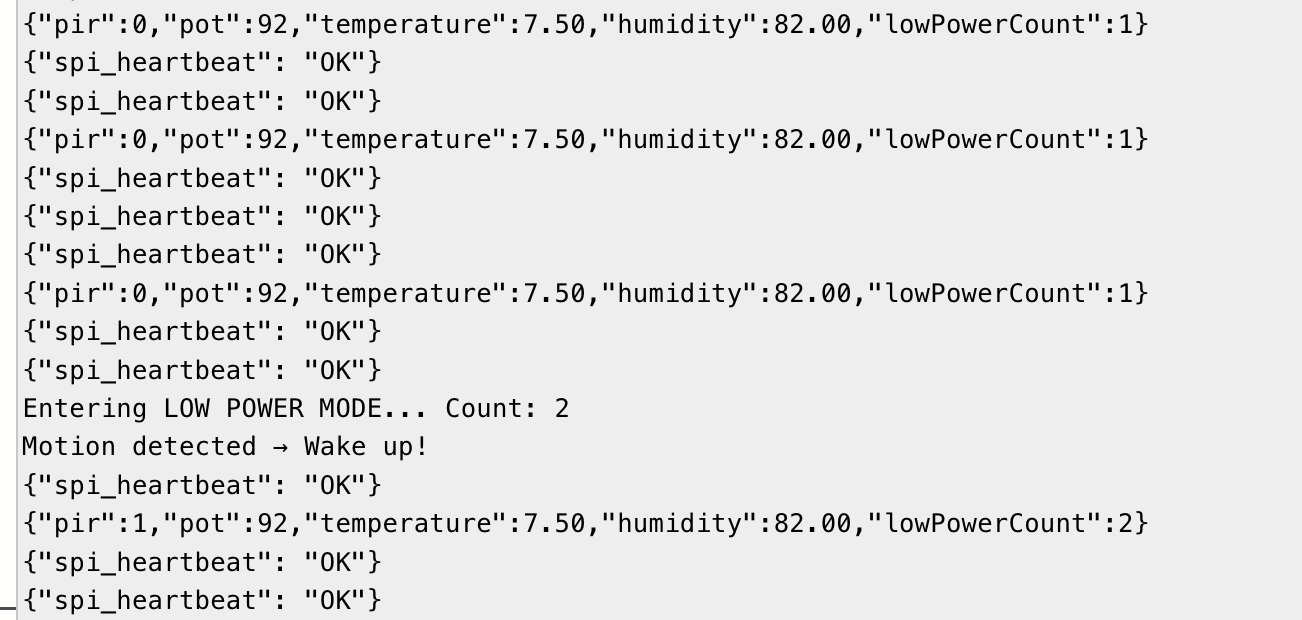 {"pir":0,"pot":92,"temperature":7.50,"humidity":82.00,"lowPowerCount":1}
{"spi_heartbeat": "OK"}
{"spi_heartbeat": "OK"}
{"pir":0,"pot":92,"temperature":7.50,"humidity":82.00,"lowPowerCount":1}
{"spi_heartbeat": "OK"}
{"spi_heartbeat": "OK"}
{"spi_heartbeat": "OK"}
{"pir":0,"pot":92,"temperature":7.50,"humidity":82.00,"lowPowerCount":1}
{"spi_heartbeat": "OK"}
{"spi_heartbeat": "OK"}
Entering LOW POWER MODE... Count: 2
Motion detected → Wake up!
{"spi_heartbeat": "OK"}
{"pir":1,"pot":92,"temperature":7.50,"humidity":82.00,"lowPowerCount":2}
{"spi_heartbeat": "OK"}
{"spi_heartbeat": "OK"}